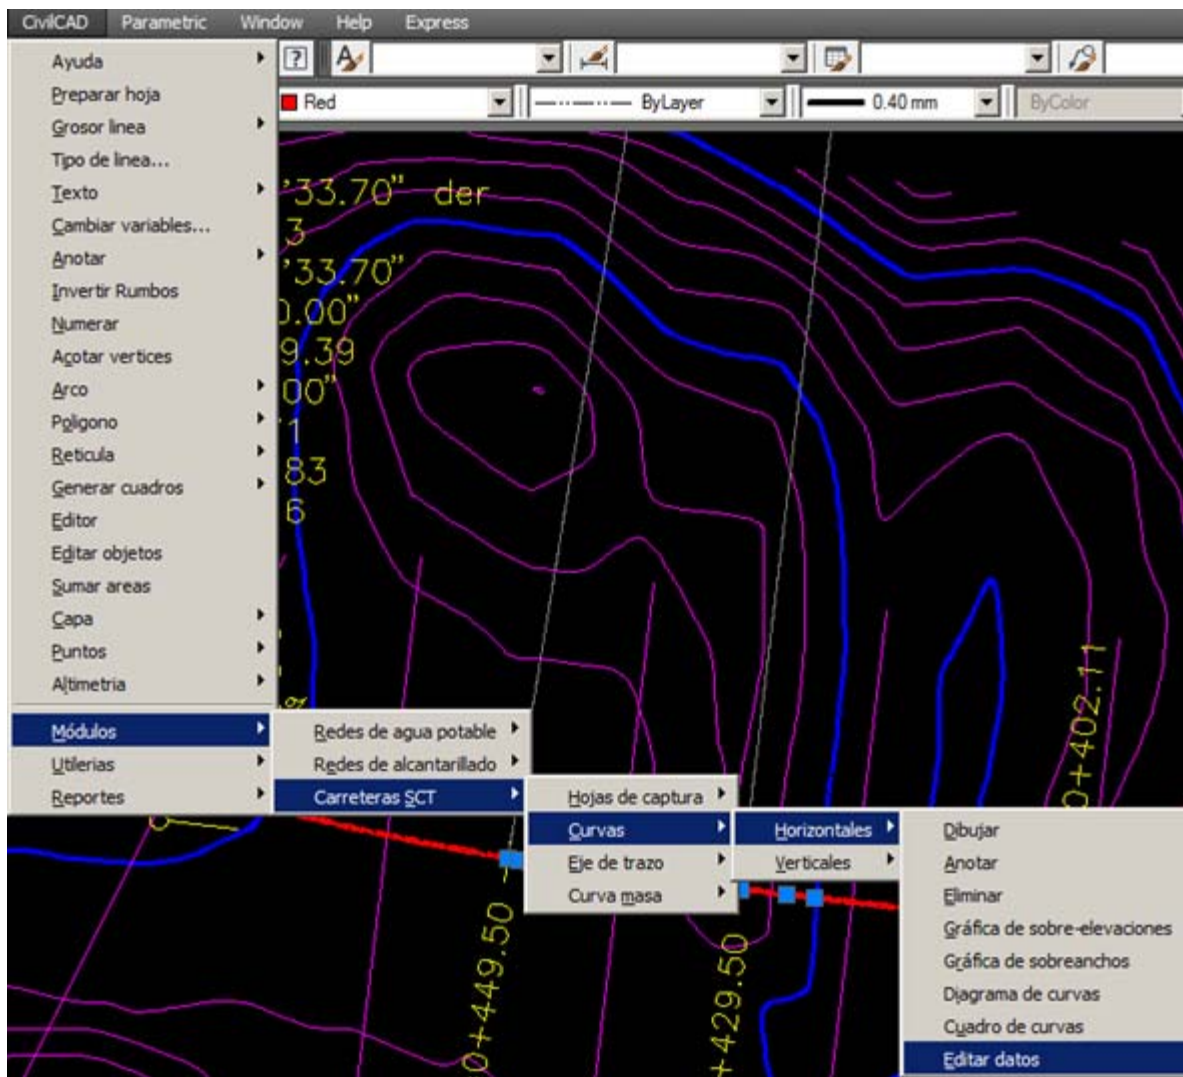 CivilCAD Parametric Window Help Express
Red ByLayer 0.40 mm ByColor
Ayuda
Preparar hoja
Grosor linea
Tipo de linea...
Texto
Cambiar variables...
Anotar
Invertir Rumbos
Numerar
Acotar vertices
Arco
Poligono
Reticula
Generar cuadros
Editor
Editar objetos
Sumar areas
Capa
Puntos
Altimetria
Módulos
Utilerias
Reportes
Redes de agua potable
Redes de alcantarillado
Carreteras SCT
Hojas de captura
Curvas
Eje de trazo
Curva masa
Horizontales
Verticales
Dibujar
Anotar
Eliminar
Gráfica de sobre-elevaciones
Gráfica de sobreanchos
Diagrama de curvas
Cuadro de curvas
Editar datos
'33.70" der
3
'33.70"
0.00"
9.39
00"
1
83
6
%
0+449.50
+429.50
0+402.11